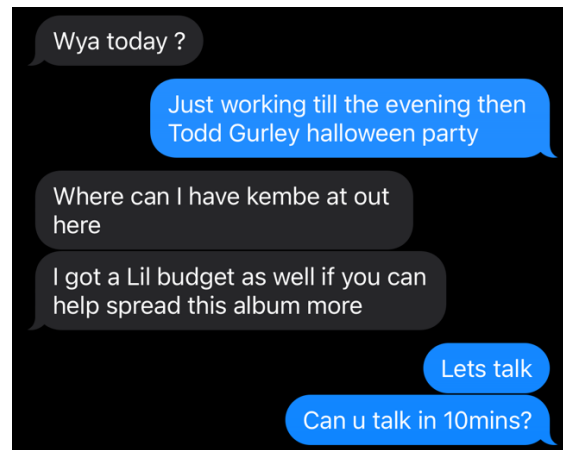 Wya today ?
Just working till the evening then
Todd Gurley halloween party
Where can I have kembe at out
here
I got a Lil budget as well if you can
help spread this album more
Lets talk
Can u talk in 10mins?